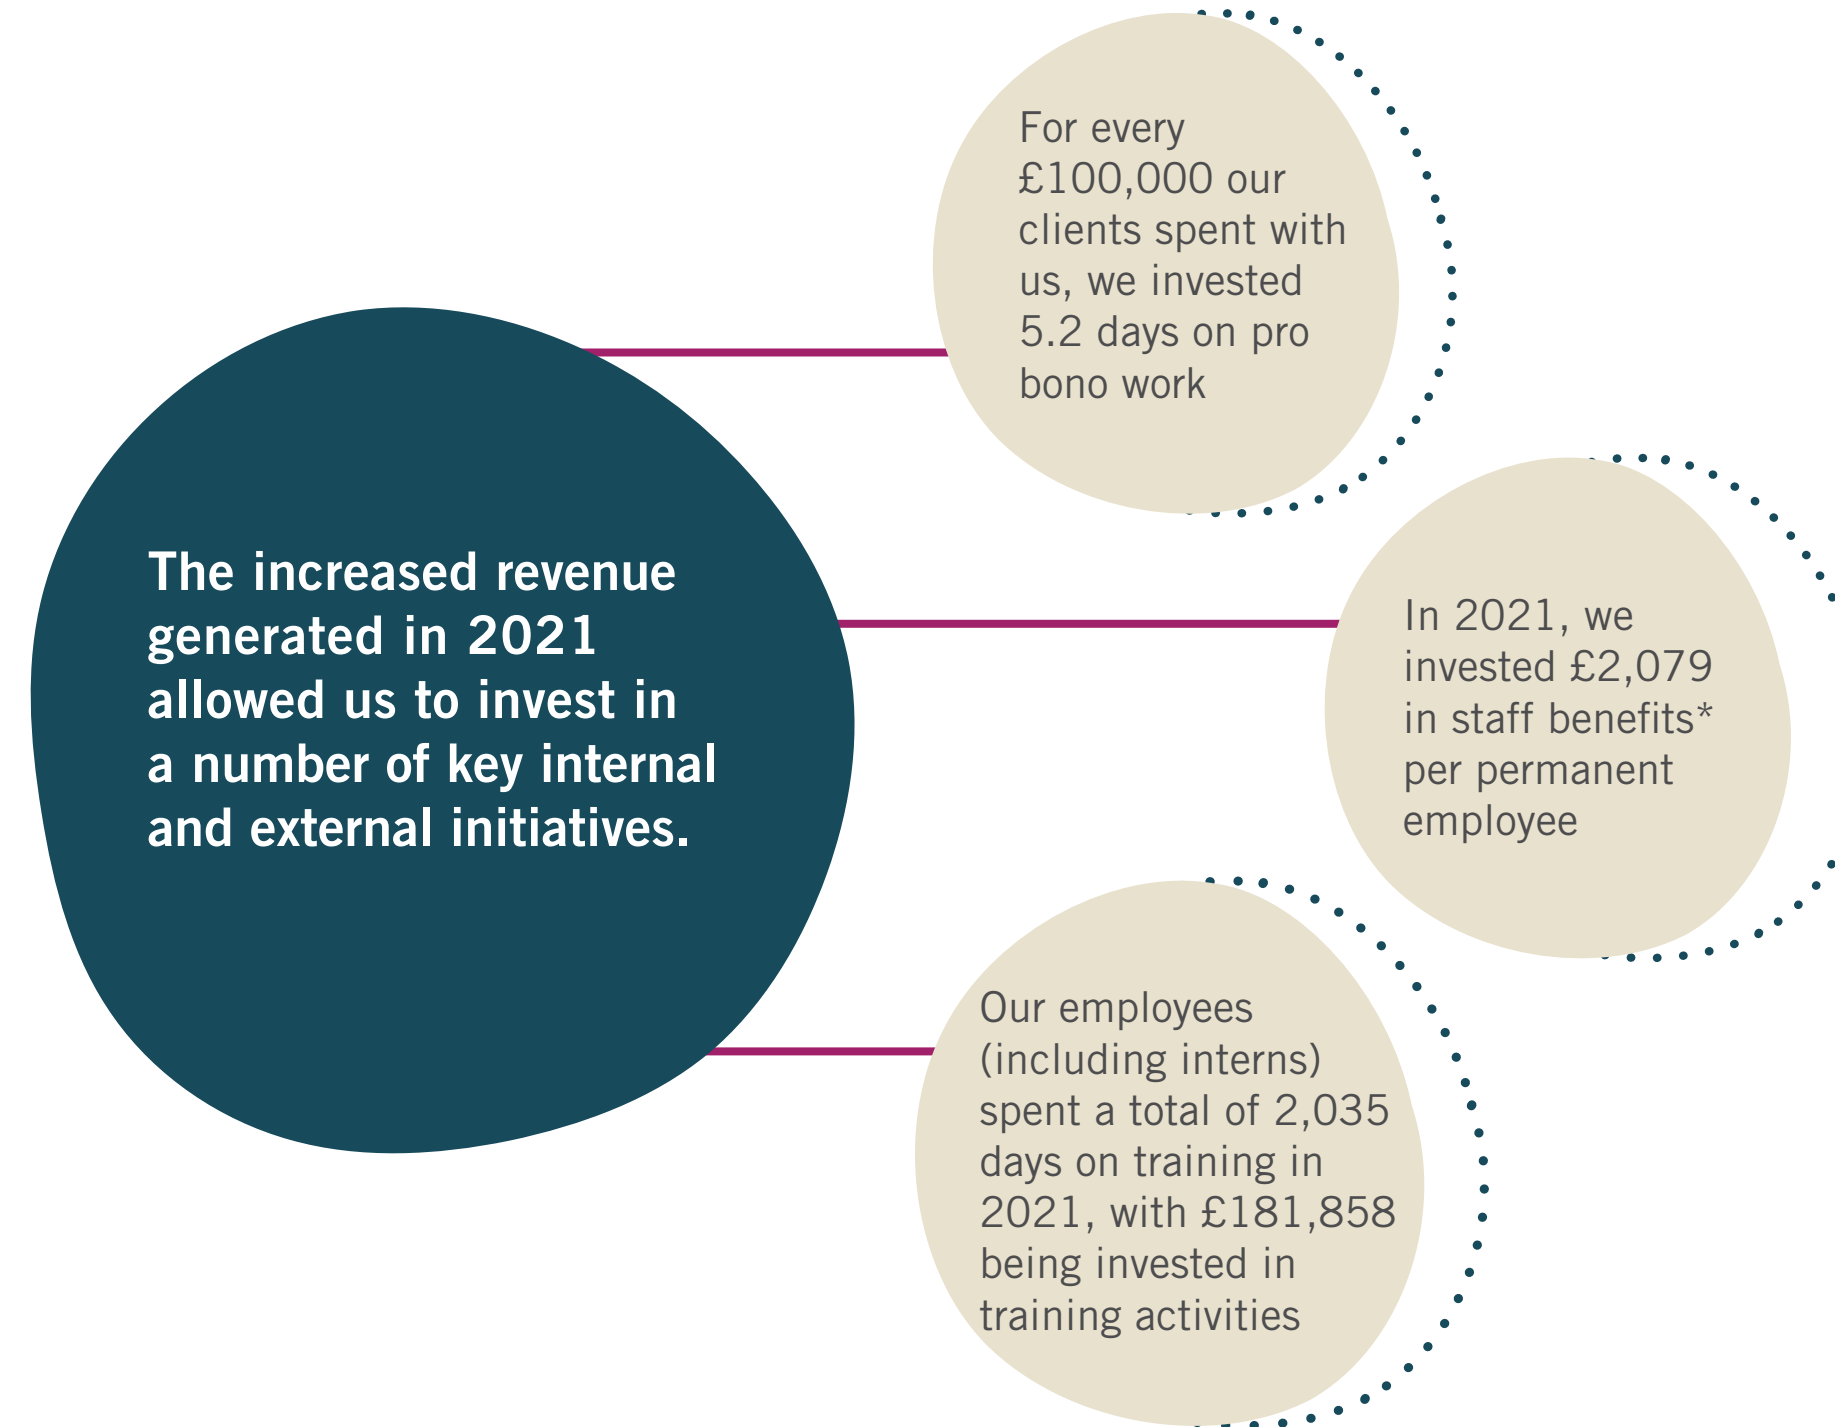 The increased revenue
generated in 2021
allowed us to invest in
a number of key internal
and external initiatives.
For every
£100,000 our
clients spent with
us, we invested
5.2 days on pro
bono work
In 2021, we
invested £2,079
in staff benefits*
per permanent
employee
Our employees
(including interns)
spent a total of 2,035
days on training in
2021, with £181,858
being invested in
training activities